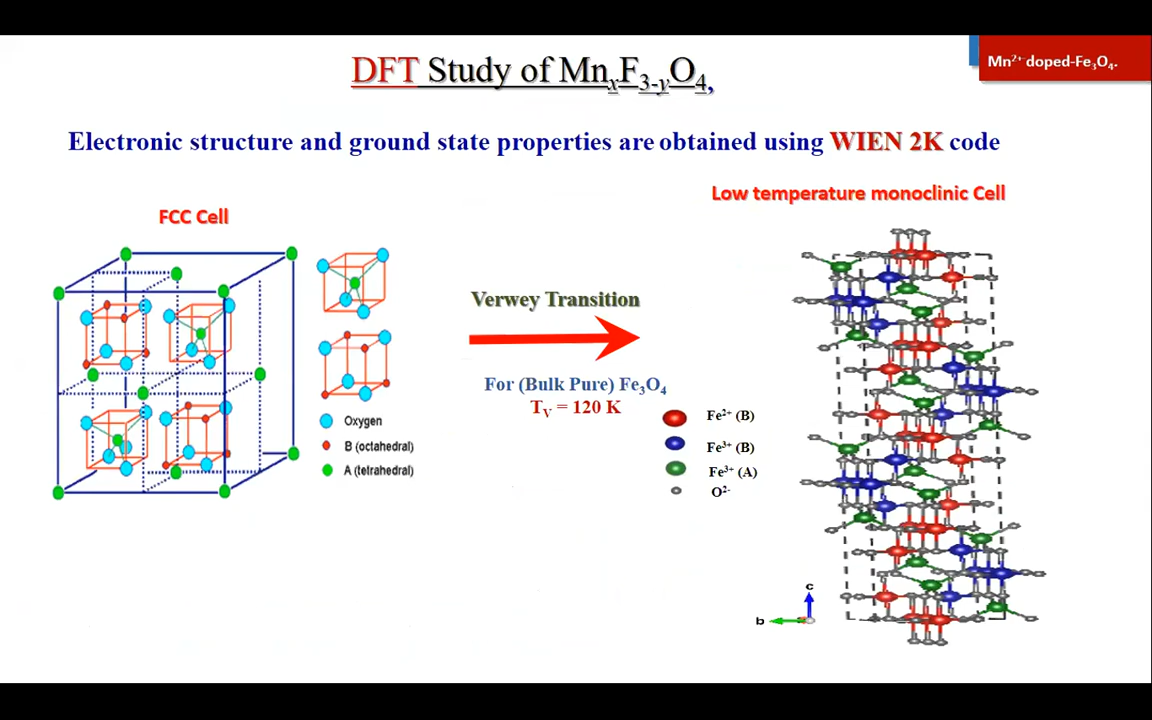 DFT Study of MnₓF₃₋yO₄,
Mn²⁺ doped-Fe₃O₄.
Electronic structure and ground state properties are obtained using WIEN 2K code
Low temperature monoclinic Cell
FCC Cell
Verwey Transition
For (Bulk Pure) Fe₃O₄
T_V = 120 K
Oxygen
B (octahedral)
A (tetrahedral)
Fe²⁺ (B)
Fe³⁺ (B)
Fe³⁺ (A)
O²⁻
c
b